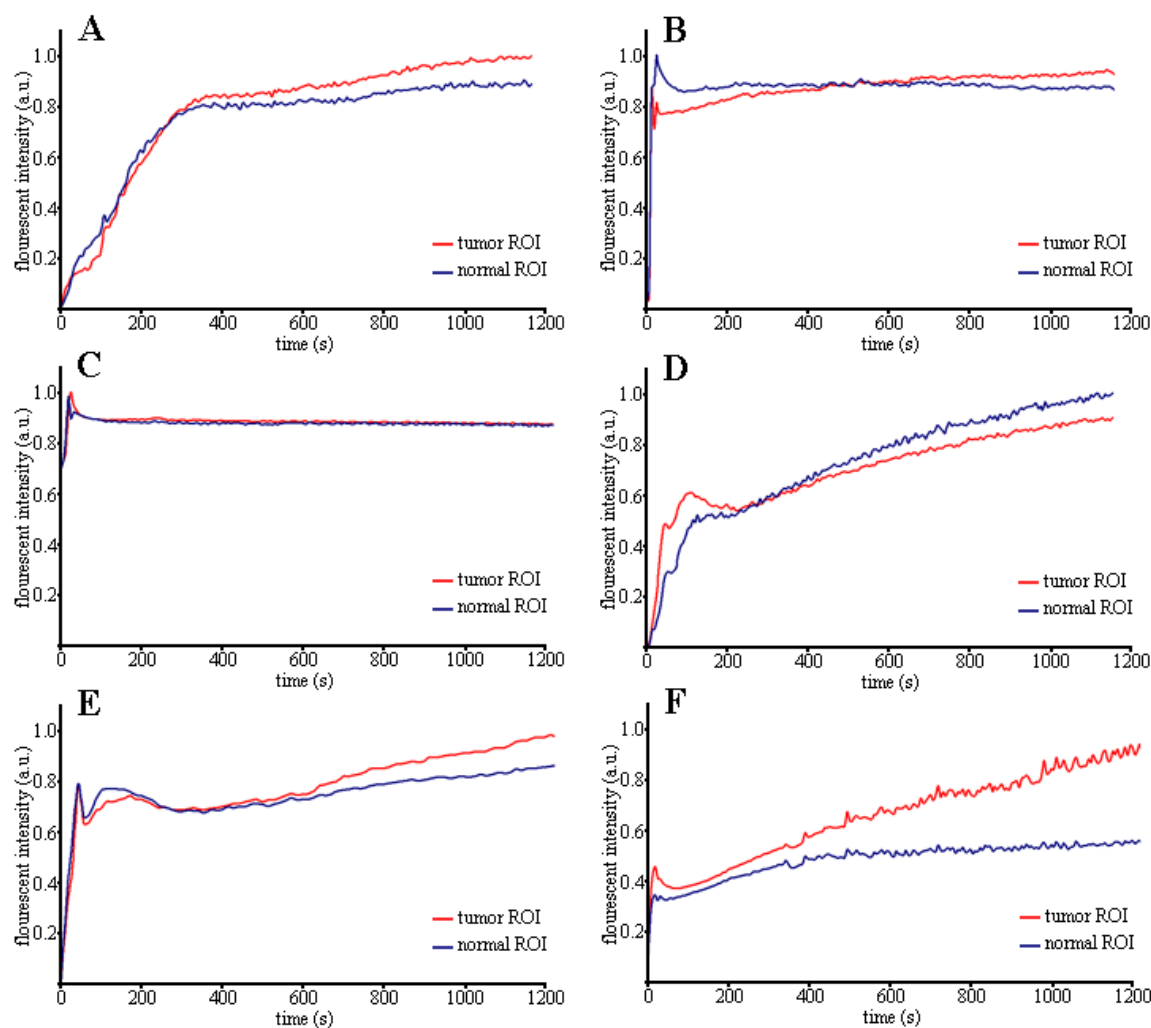 A
flourescent intensity (a.u.)
1.0
0.8
0.6
0.4
0.2
tumor ROI
normal ROI
0 200 400 600 800 1000 1200
time (s)
B
flourescent intensity (a.u.)
1.0
0.8
0.6
0.4
0.2
tumor ROI
normal ROI
0 200 400 600 800 1000 1200
time (s)
C
flourescent intensity (a.u.)
1.0
0.8
0.6
0.4
0.2
tumor ROI
normal ROI
0 200 400 600 800 1000 1200
time (s)
D
flourescent intensity (a.u.)
1.0
0.8
0.6
0.4
0.2
tumor ROI
normal ROI
0 200 400 600 800 1000 1200
time (s)
E
flourescent intensity (a.u.)
1.0
0.8
0.6
0.4
0.2
tumor ROI
normal ROI
0 200 400 600 800 1000 1200
time (s)
F
flourescent intensity (a.u.)
1.0
0.8
0.6
0.4
0.2
tumor ROI
normal ROI
0 200 400 600 800 1000 1200
time (s)